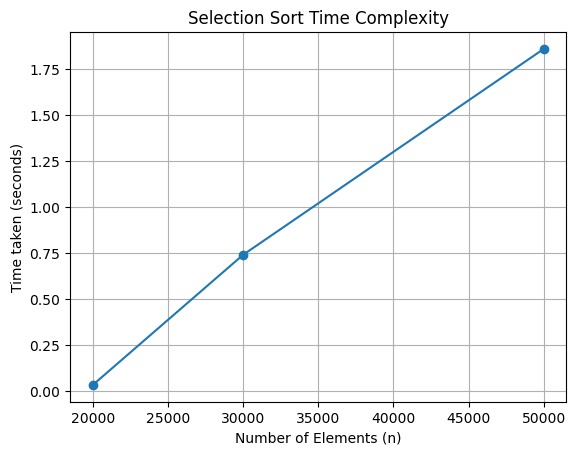 Selection Sort Time Complexity
Time taken (seconds)
1.75
1.50
1.25
1.00
0.75
0.50
0.25
0.00
20000 25000 30000 35000 40000 45000 50000
Number of Elements (n)